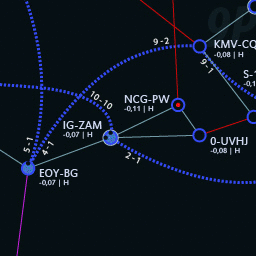 9 - 2
KMV-CQ
-0,08 | H
9 - 1
S-1
NCG-PW
-0,11 | H
10 - 10
IG-ZAM
-0,07 | H
0-UVHJ
-0,08 | H
2 - 1
5 - 1
4 - 1
EOY-BG
-0,07 | H